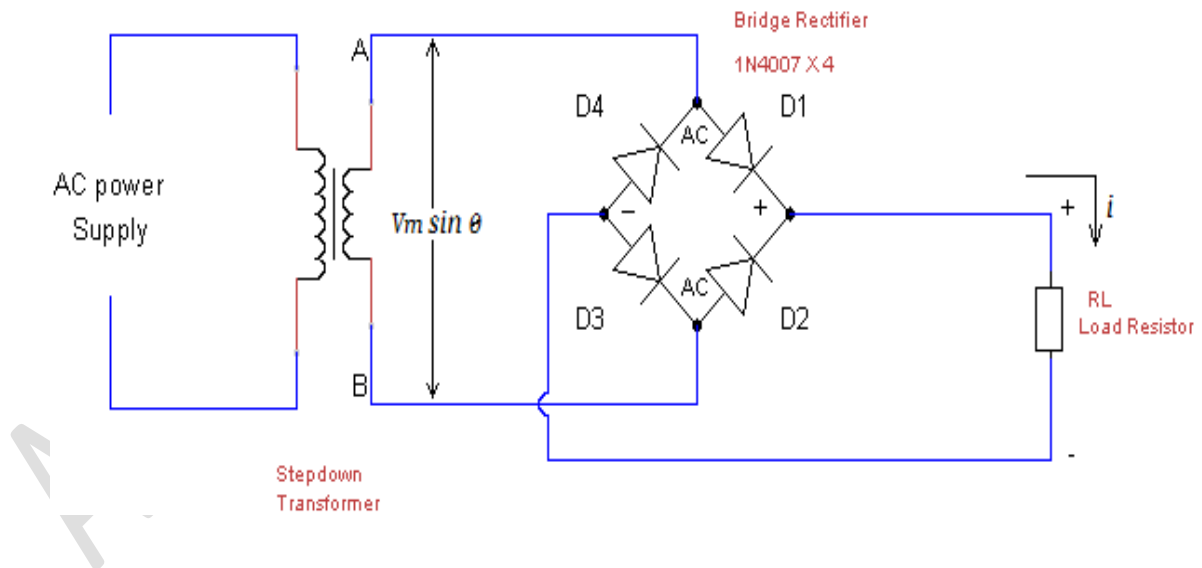 Bridge Rectifier
1N4007 X 4
A
D4
D1
AC
AC power
Supply
Vm sin θ
−
+
+
i
AC
RL
Load Resistor
D3
D2
B
-
Stepdown
Transformer